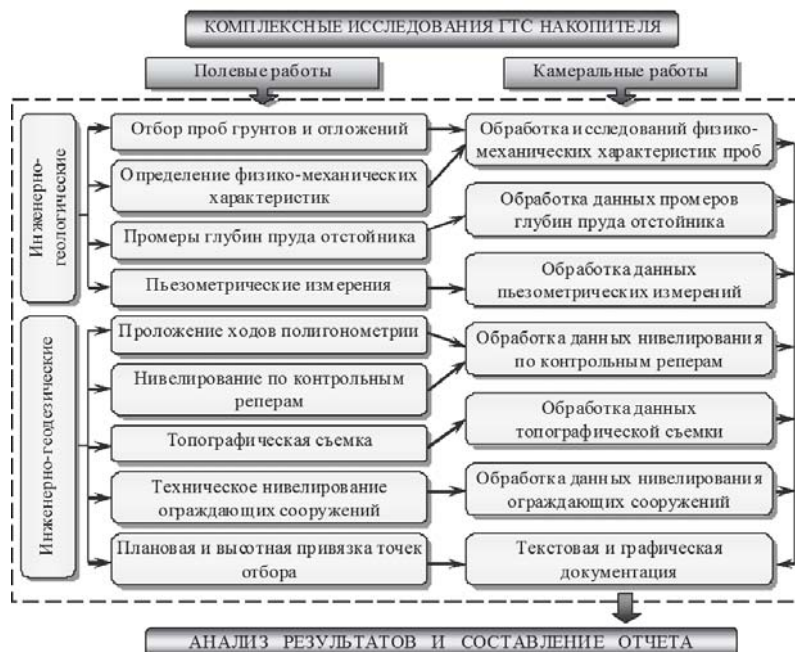 КОМПЛЕКСНЫЕ ИССЛЕДОВАНИЯ ГТС НАКОПИТЕЛЯ
Полевые работы
Камеральные работы
Инженерно-
геологические
Отбор проб грунтов и отложений
Определение физико-механических
характеристик
Промеры глубин пруда отстойника
Пьезометрические измерения
Обработка исследований физико-
механических характеристик проб
Обработка данных промеров
глубин пруда отстойника
Обработка данных
пьезометрических измерений
Инженерно-геодезические
Проложение ходов полигонометрии
Нивелирование по контрольным
реперам
Топографическая съемка
Техническое нивелирование
ограждающих сооружений
Плановая и высотная привязка точек
отбора
Обработка данных нивелирования
по контрольным реперам
Обработка данных
топографической съемки
Обработка данных нивелирования
ограждающих сооружений
Текстовая и графическая
документация
АНАЛИЗ РЕЗУЛЬТАТОВ И СОСТАВЛЕНИЕ ОТЧЕТА